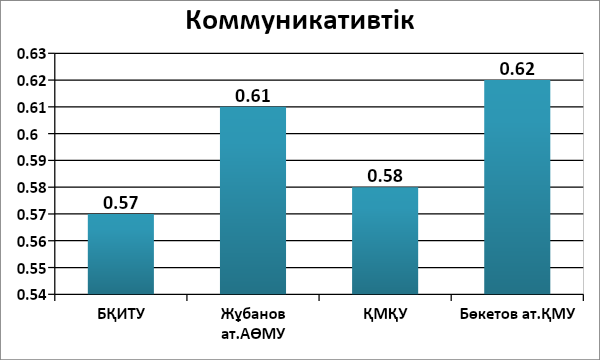 Коммуникативтік
0.63
0.62
0.61
0.6
0.59
0.58
0.57
0.56
0.55
0.54
0.57
0.61
0.58
0.62
БҚИТУ
Жұбанов
ат.АӨМУ
ҚМҚУ
Бөкетов ат.ҚМУ